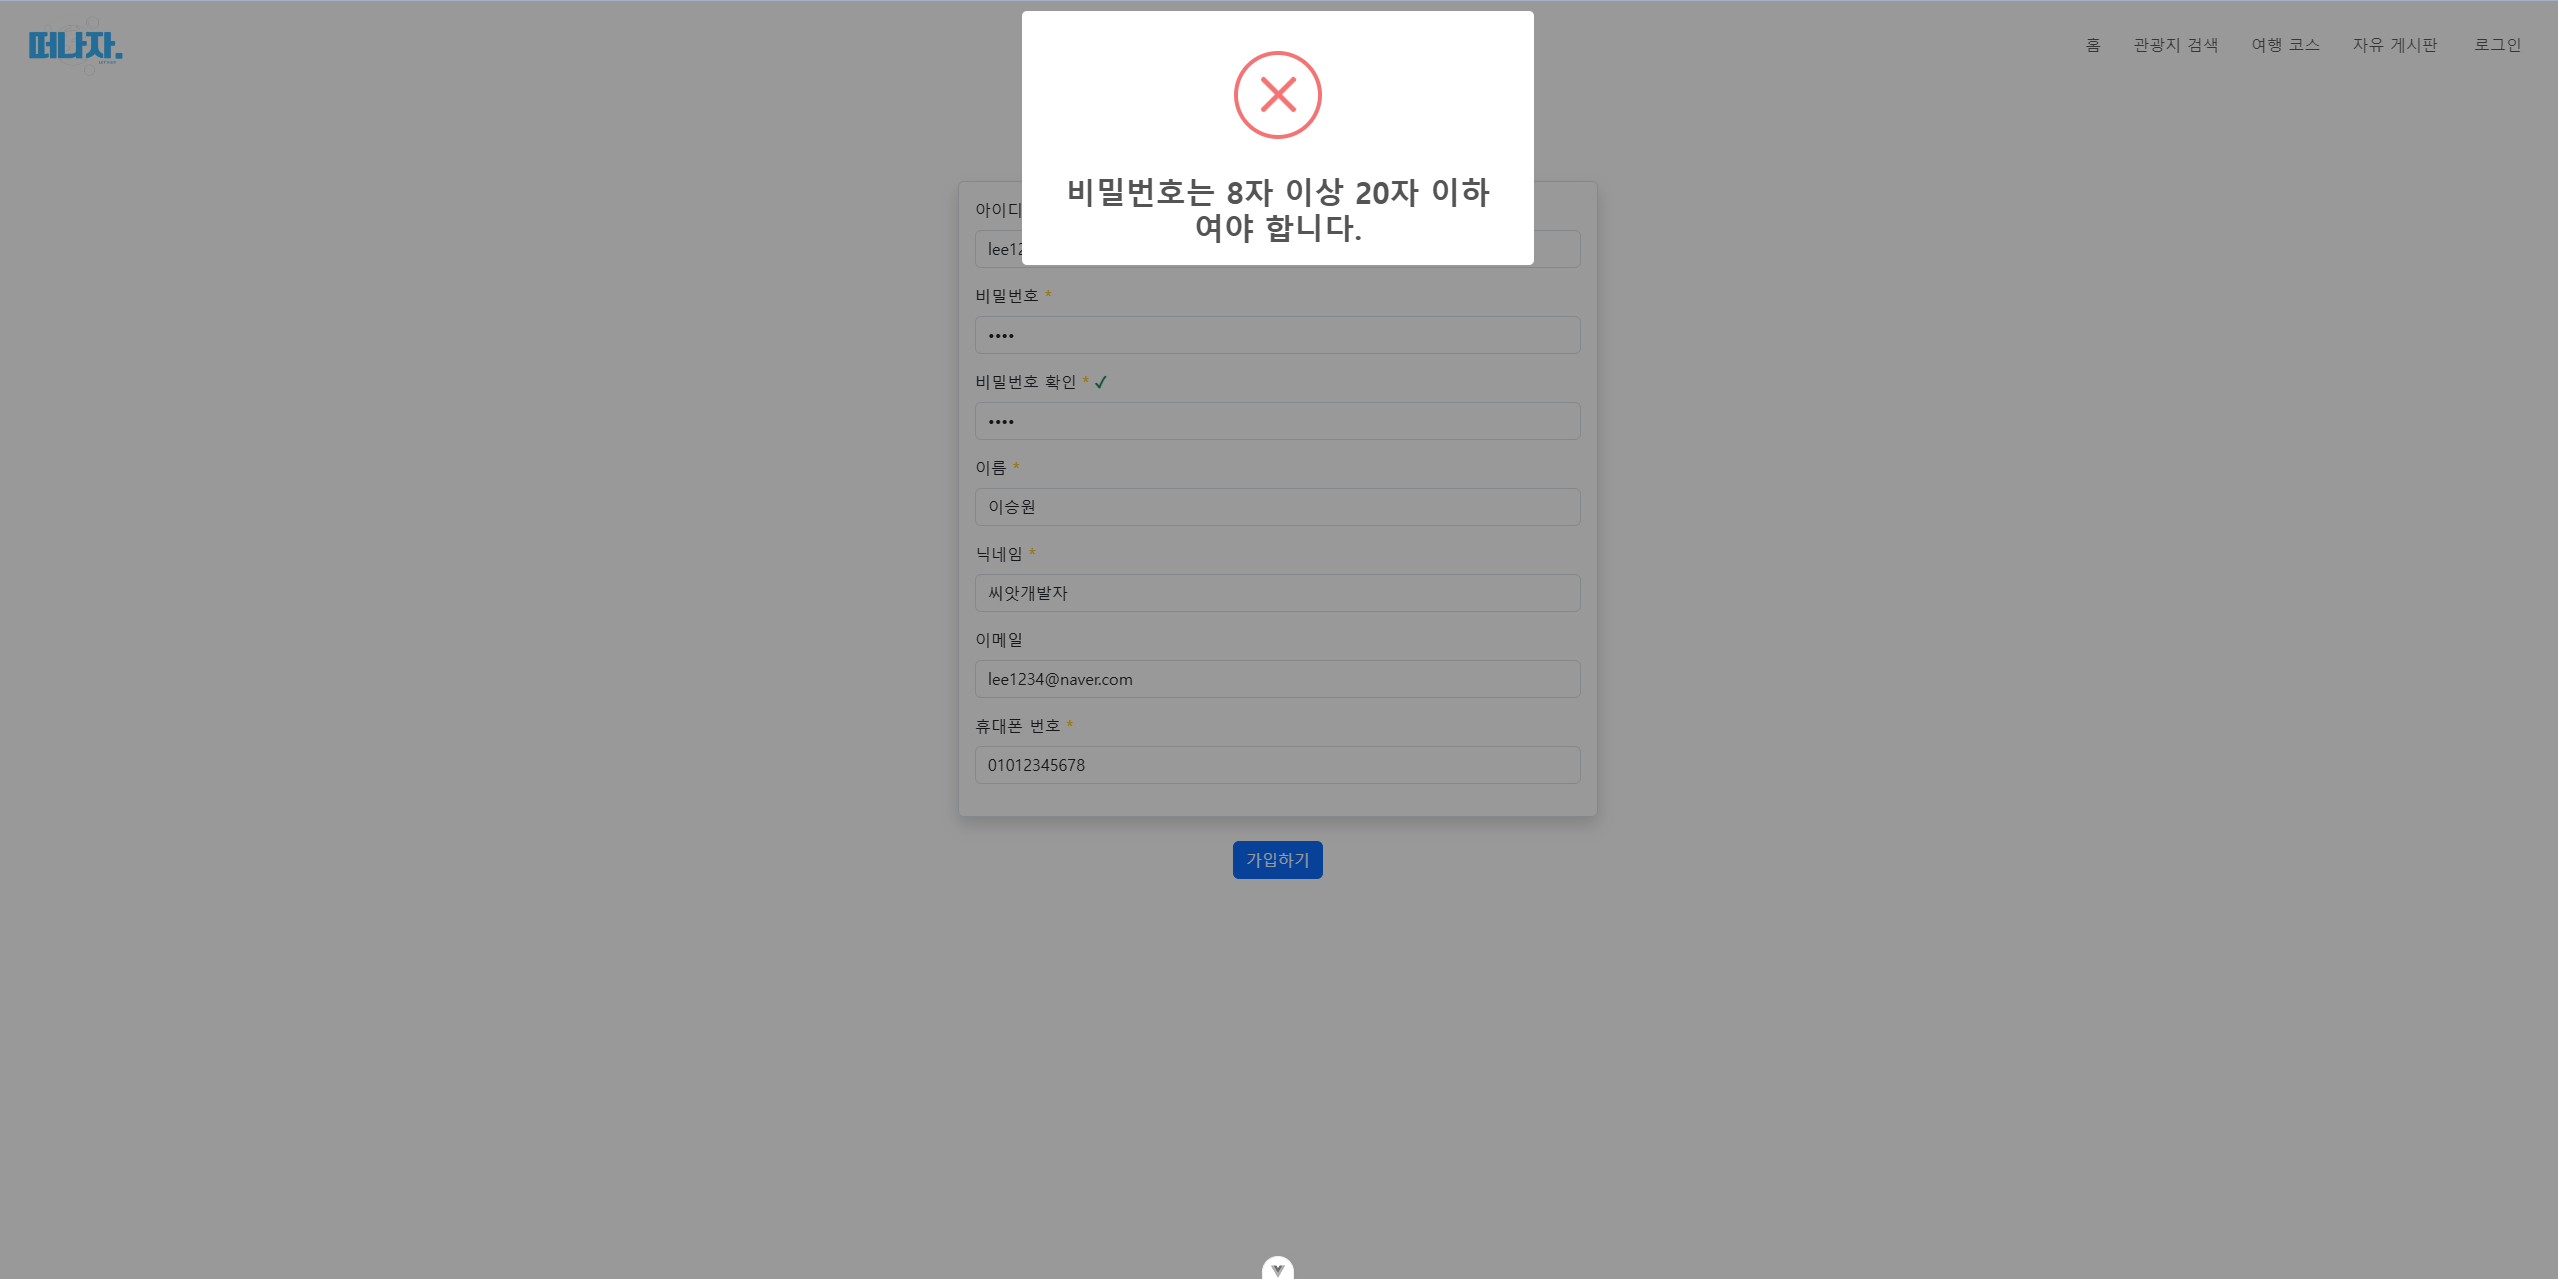 떠나자.
홈
관광지 검색
여행 코스
자유 게시판
로그인
비밀번호는 8자 이상 20자 이하
여야 합니다.
아이디
lee12
비밀번호 *
••••
비밀번호 확인 * ✓
••••
이름 *
이승원
닉네임 *
씨앗개발자
이메일
lee1234@naver.com
휴대폰 번호 *
01012345678
가입하기